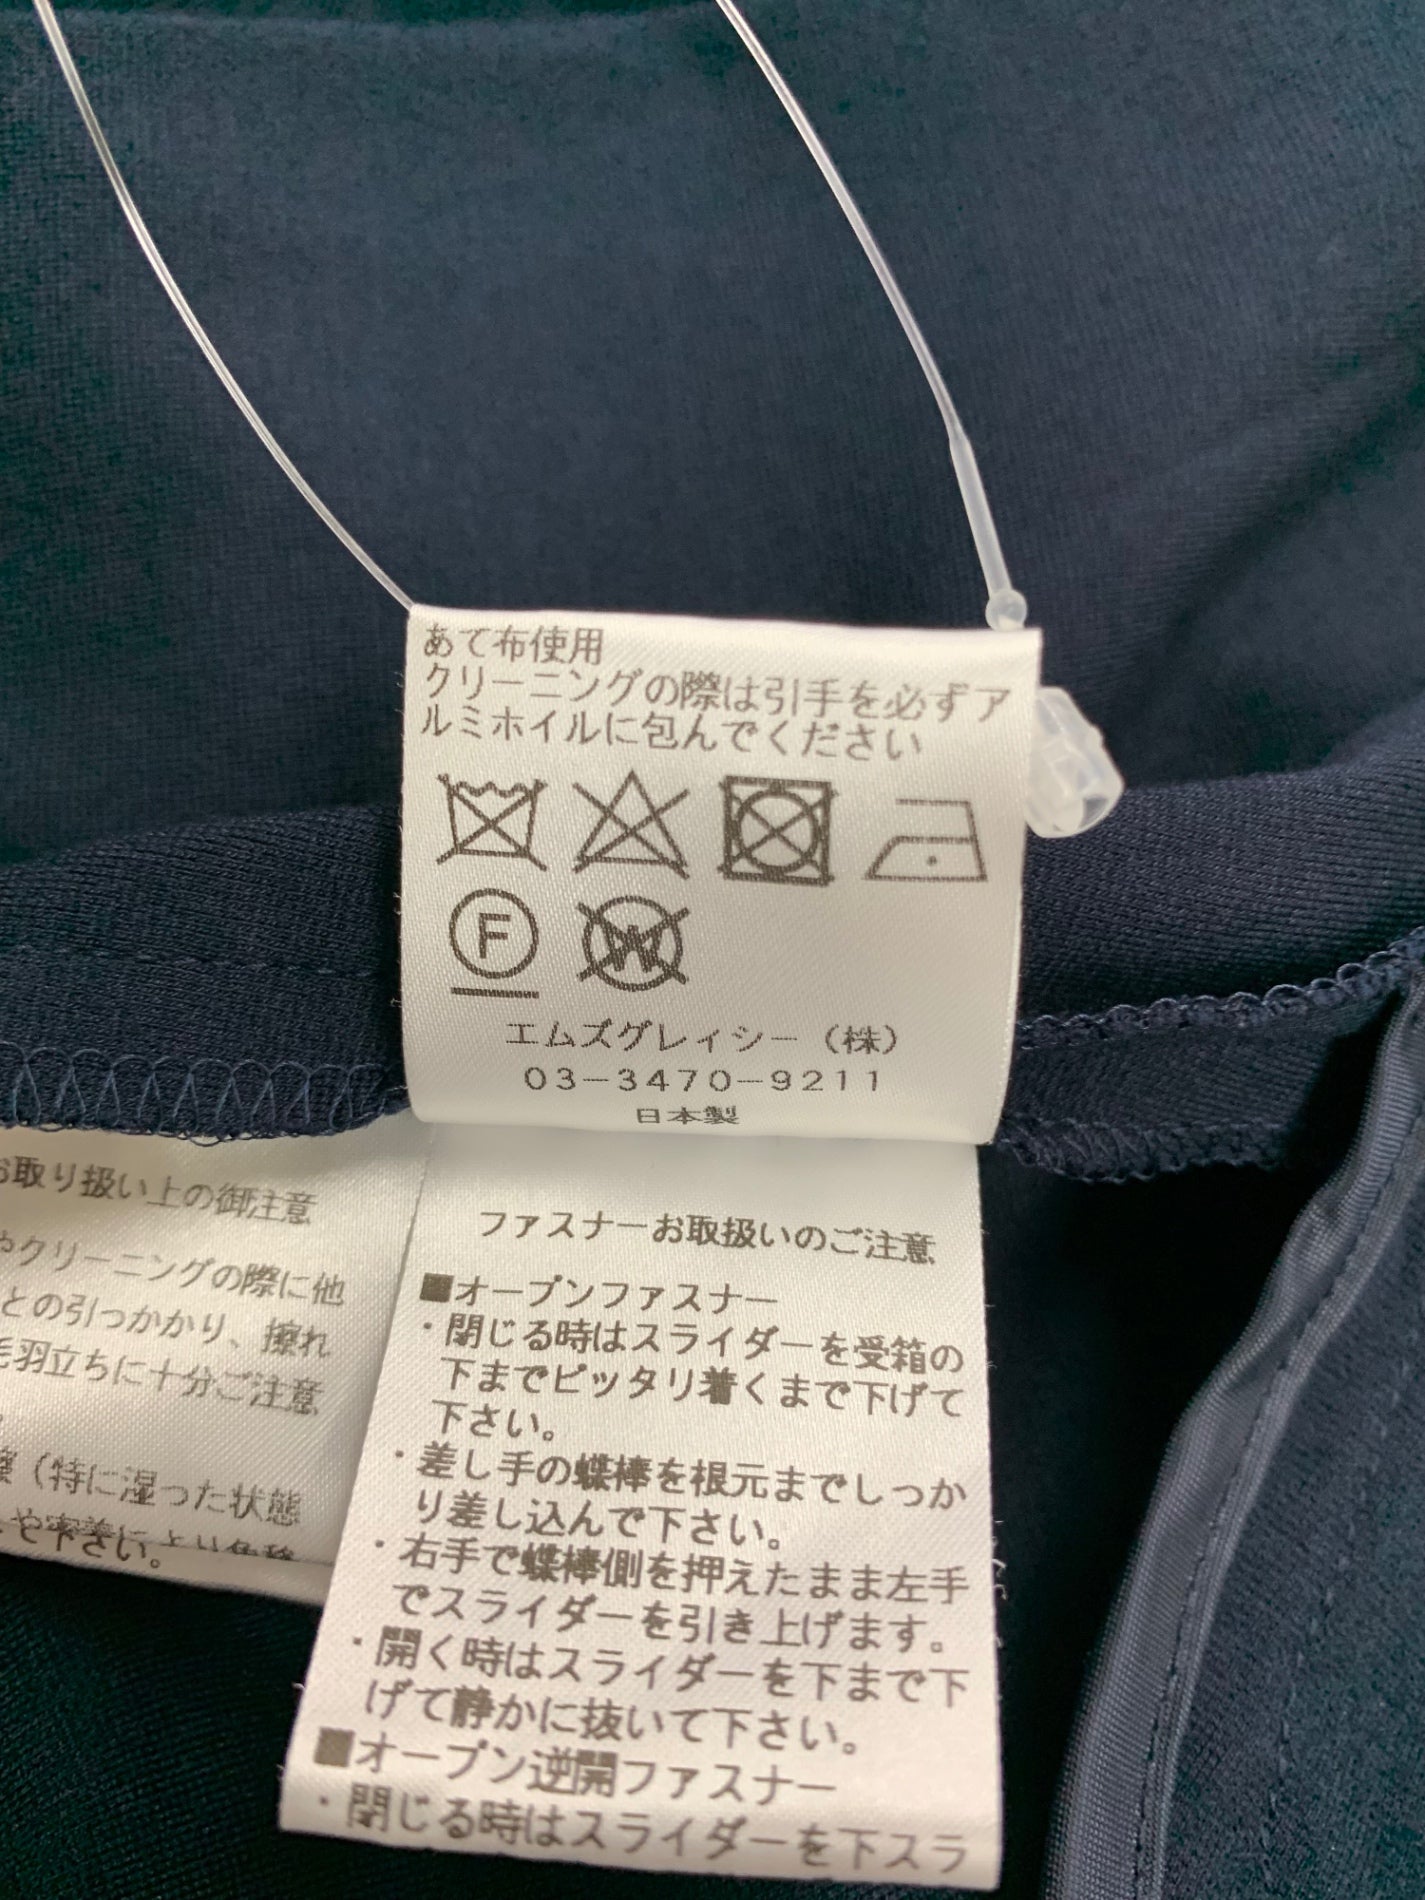 あて布使用
クリーニングの際は引手を必ずア
ルミホイルに包んでください
F
W
エムズグレイシー（株）
03-3470-9211
日本製
お取り扱い上の御注意
やクリーニングの際に他
との引っかかり、擦れ
毛羽立ちに十分ご注意
擦（特に湿った状態
下さい。
ファスナーお取扱いのご注意
■オープンファスナー
・閉じる時はスライダーを受箱の
下までピッタリ着くまで下げて
下さい。
・差し手の蝶棒を根元までしっか
り差し込んで下さい。
・右手で蝶棒側を押えたまま左手
でスライダーを引き上げます。
・開く時はスライダーを下まで下
げて静かに抜いて下さい。
■オープン逆開ファスナー
・閉じる時はスライダーを下スラ